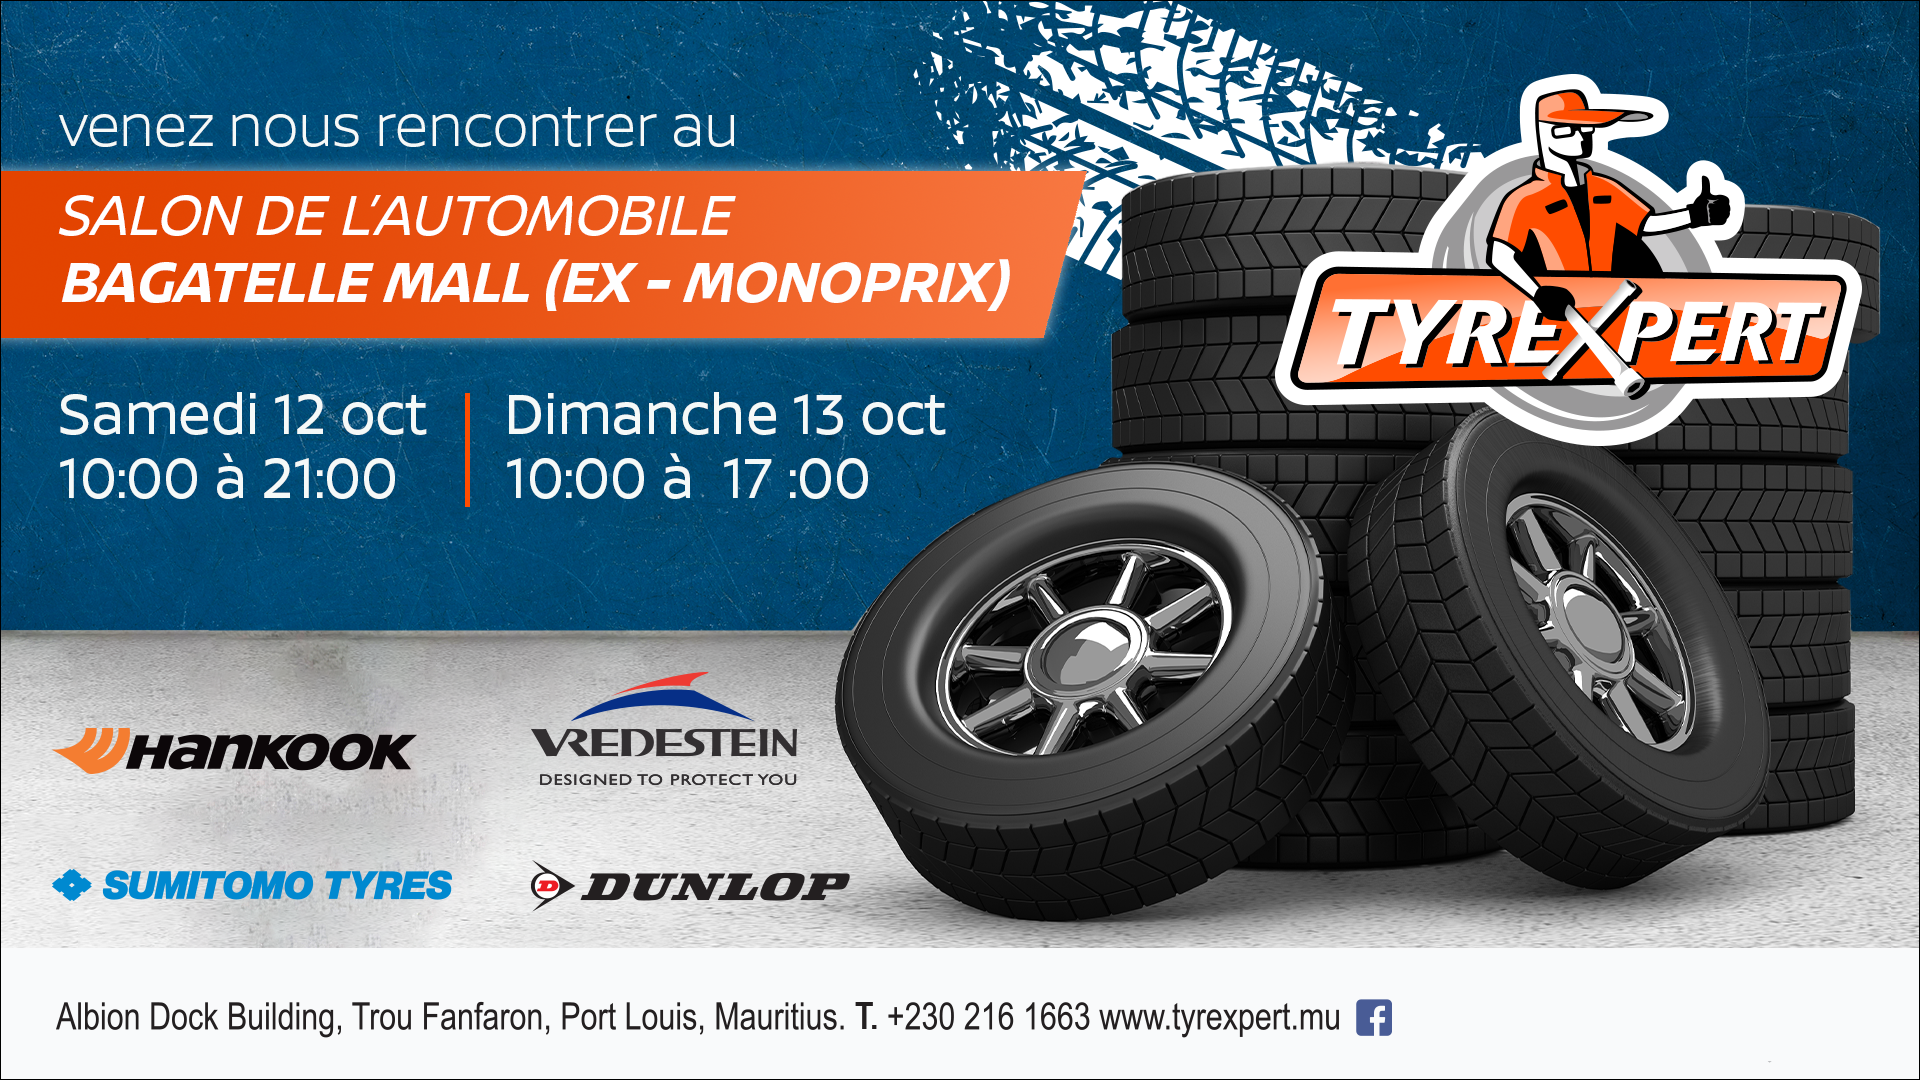 venez nous rencontrer au
SALON DE L'AUTOMOBILE
BAGATELLE MALL (EX - MONOPRIX)
Samedi 12 oct
10:00 à 21:00
Dimanche 13 oct
10:00 à 17 :00
TYREXPERT
HANKOOK
VREDESTEIN
DESIGNED TO PROTECT YOU
SUMITOMO TYRES
D DUNLOP
Albion Dock Building, Trou Fanfaron, Port Louis, Mauritius. T. +230 216 1663 www.tyrexpert.mu f